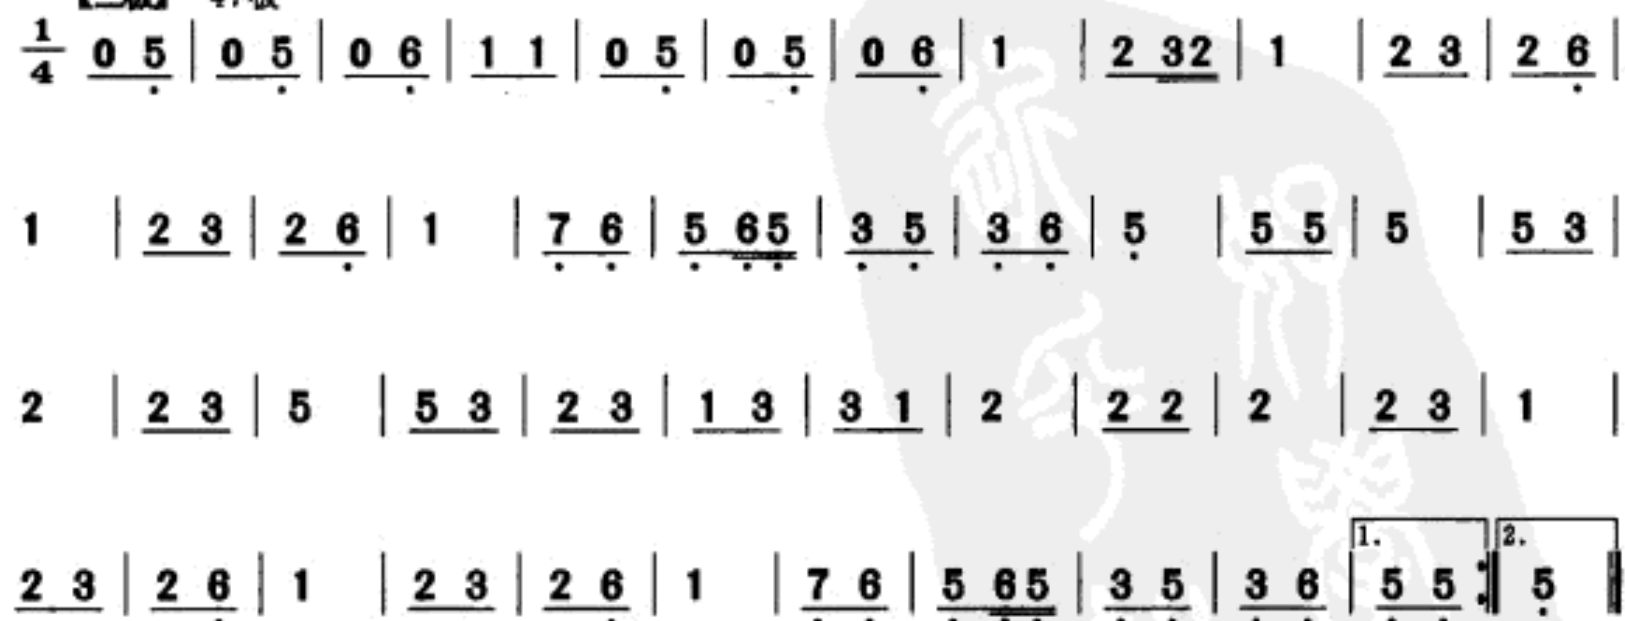 1/4 0 5 | 0 5 | 0 6 | 1 1 | 0 5 | 0 5 | 0 6 | 1 | 2 32 | 1 | 2 3 | 2 6 |
1 | 2 3 | 2 6 | 1 | 7 6 | 5 65 | 3 5 | 3 6 | 5 | 5 5 | 5 | 5 3 |
2 | 2 3 | 5 | 5 3 | 2 3 | 1 3 | 3 1 | 2 | 2 2 | 2 | 2 3 | 1 |
1. 2.
2 3 | 2 6 | 1 | 2 3 | 2 6 | 1 | 7 6 | 5 65 | 3 5 | 3 6 | 5 5 :‖ 5 ‖